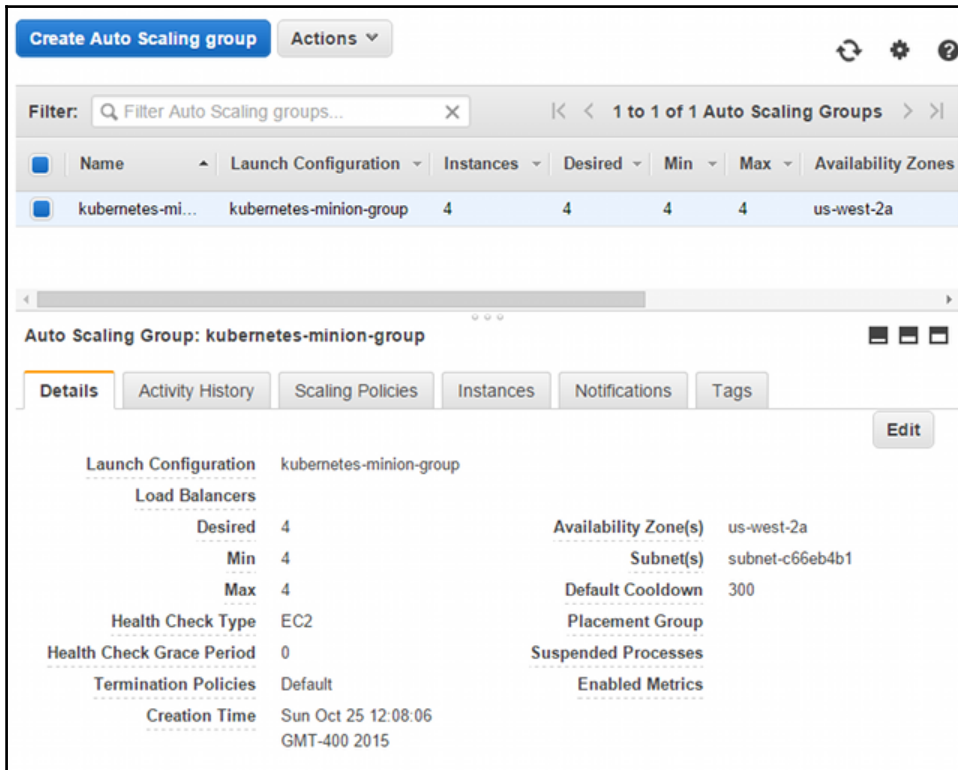 Create Auto Scaling group Actions
Filter: Filter Auto Scaling groups... 1 to 1 of 1 Auto Scaling Groups
Name Launch Configuration Instances Desired Min Max Availability Zones
kubernetes-mi... kubernetes-minion-group 4 4 4 4 us-west-2a
Auto Scaling Group: kubernetes-minion-group
Details Activity History Scaling Policies Instances Notifications Tags
Edit
Launch Configuration kubernetes-minion-group
Load Balancers
Desired 4 Availability Zone(s) us-west-2a
Min 4 Subnet(s) subnet-c66eb4b1
Max 4 Default Cooldown 300
Health Check Type EC2 Placement Group
Health Check Grace Period 0 Suspended Processes
Termination Policies Default Enabled Metrics
Creation Time Sun Oct 25 12:08:06
GMT-400 2015